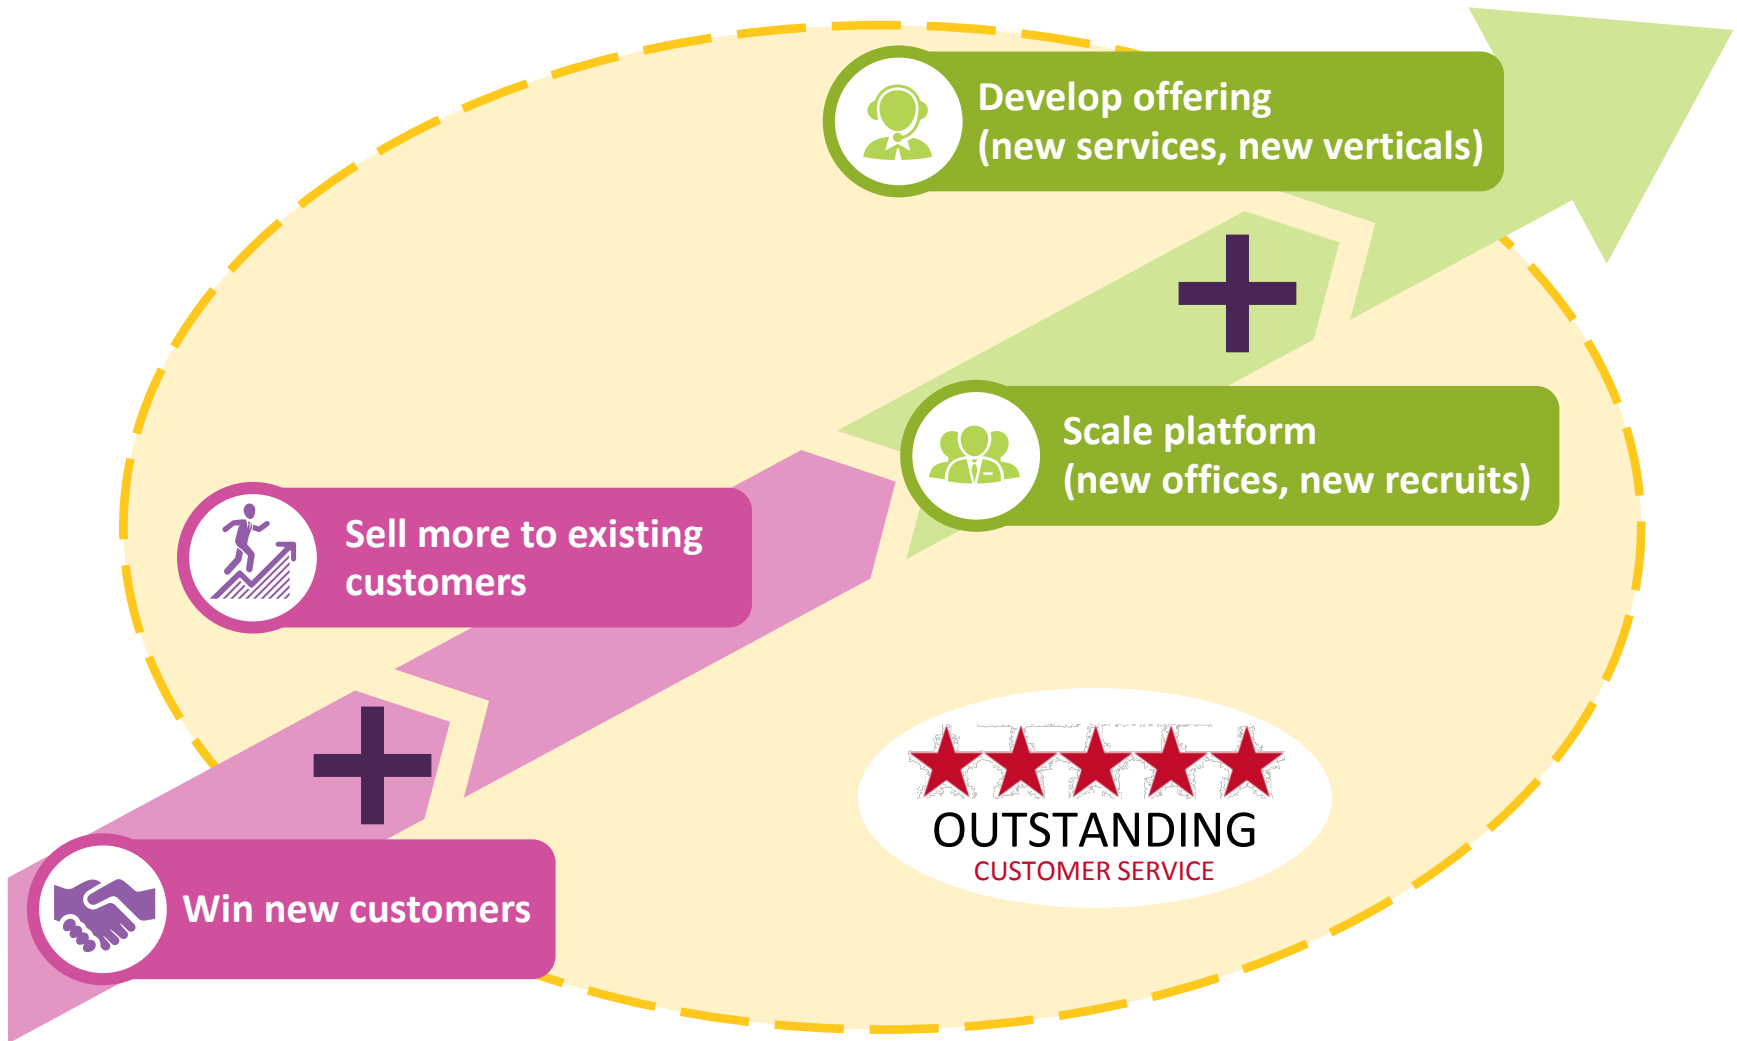 Develop offering
(new services, new verticals)
Scale platform
(new offices, new recruits)
Sell more to existing
customers
OUTSTANDING
CUSTOMER SERVICE
Win new customers